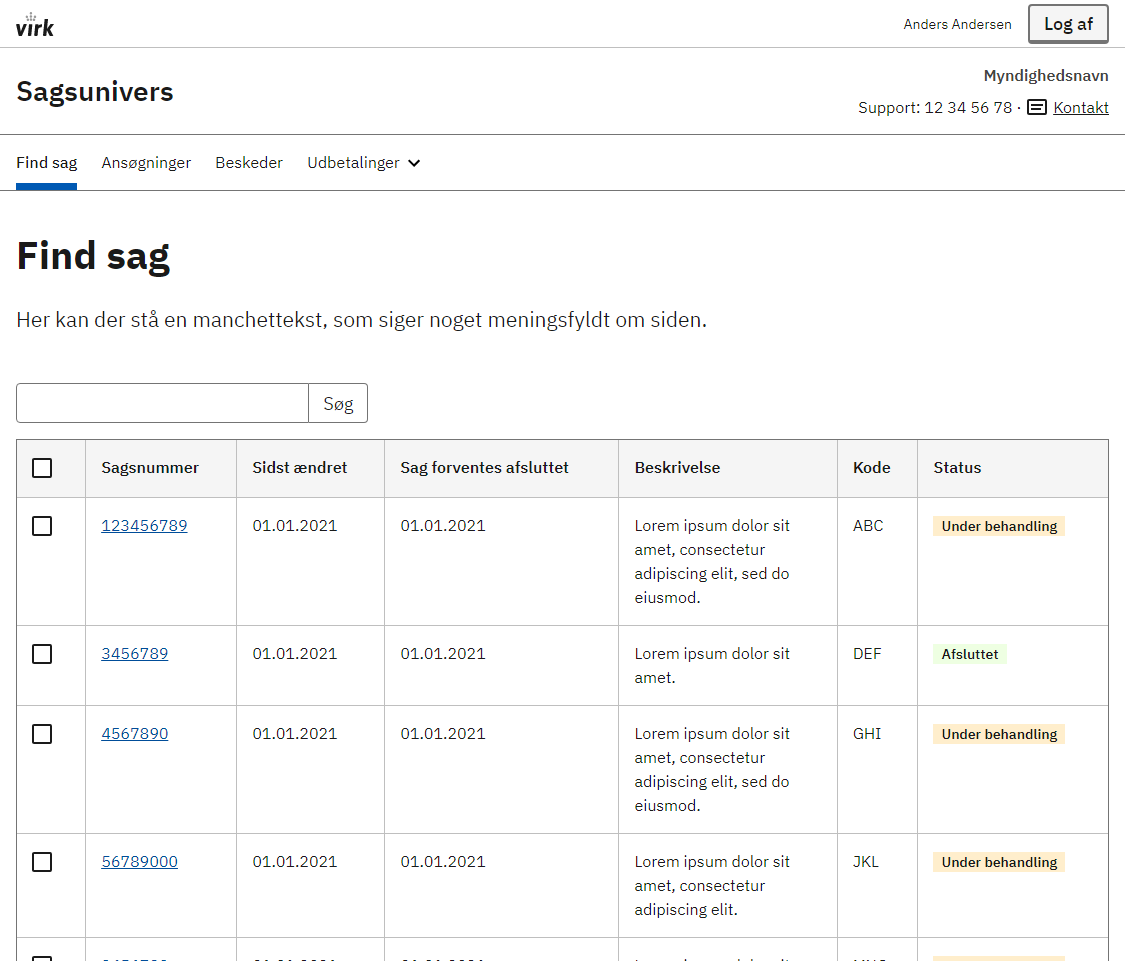 virk
Anders Andersen
Log af
Sagsunivers
Myndighedsnavn
Support: 12 34 56 78 · Kontakt
Find sag Ansøgninger Beskeder Udbetalinger
Find sag
Her kan der stå en manchettekst, som siger noget meningsfyldt om siden.
Søg
Sagsnummer Sidst ændret Sag forventes afsluttet Beskrivelse Kode Status
123456789 01.01.2021 01.01.2021 Lorem ipsum dolor sit ABC Under behandling
amet, consectetur
adipiscing elit, sed do
eiusmod.
3456789 01.01.2021 01.01.2021 Lorem ipsum dolor sit DEF Afsluttet
amet.
4567890 01.01.2021 01.01.2021 Lorem ipsum dolor sit GHI Under behandling
amet, consectetur
adipiscing elit, sed do
eiusmod.
56789000 01.01.2021 01.01.2021 Lorem ipsum dolor sit JKL Under behandling
amet, consectetur
adipiscing elit.